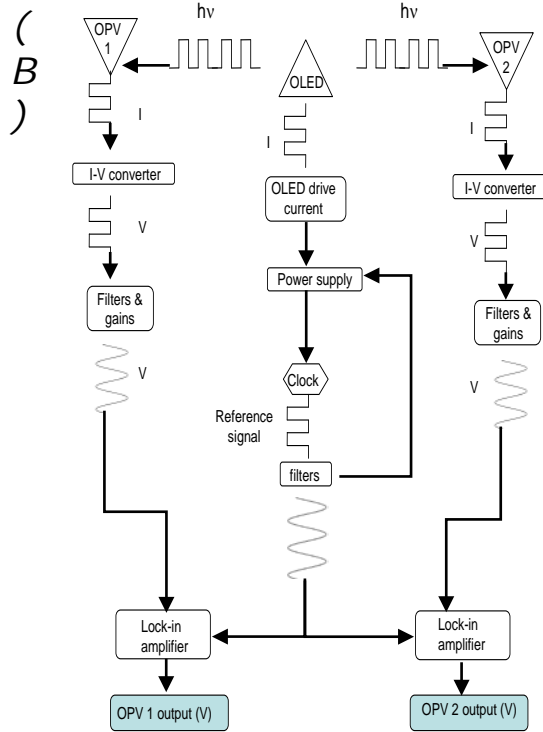 (B)
hν
hν
OPV
1
OLED
OPV
2
I
I
I
I-V converter
OLED drive
current
I-V converter
V
V
Power supply
Filters &
gains
Filters &
gains
V
Clock
V
Reference
signal
filters
Lock-in
amplifier
Lock-in
amplifier
OPV 1 output (V)
OPV 2 output (V)